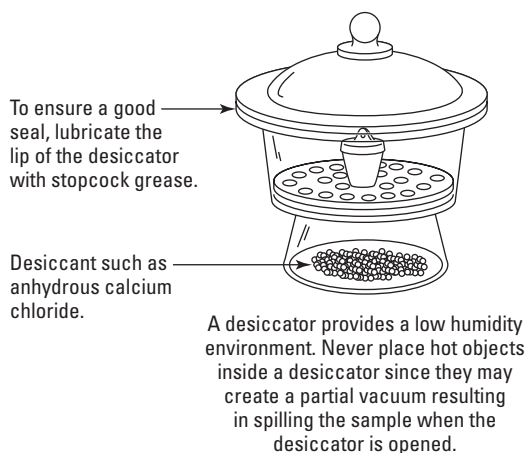 To ensure a good
seal, lubricate the
lip of the desiccator
with stopcock grease.
Desiccant such as
anhydrous calcium
chloride.
A desiccator provides a low humidity
environment. Never place hot objects
inside a desiccator since they may
create a partial vacuum resulting
in spilling the sample when the
desiccator is opened.